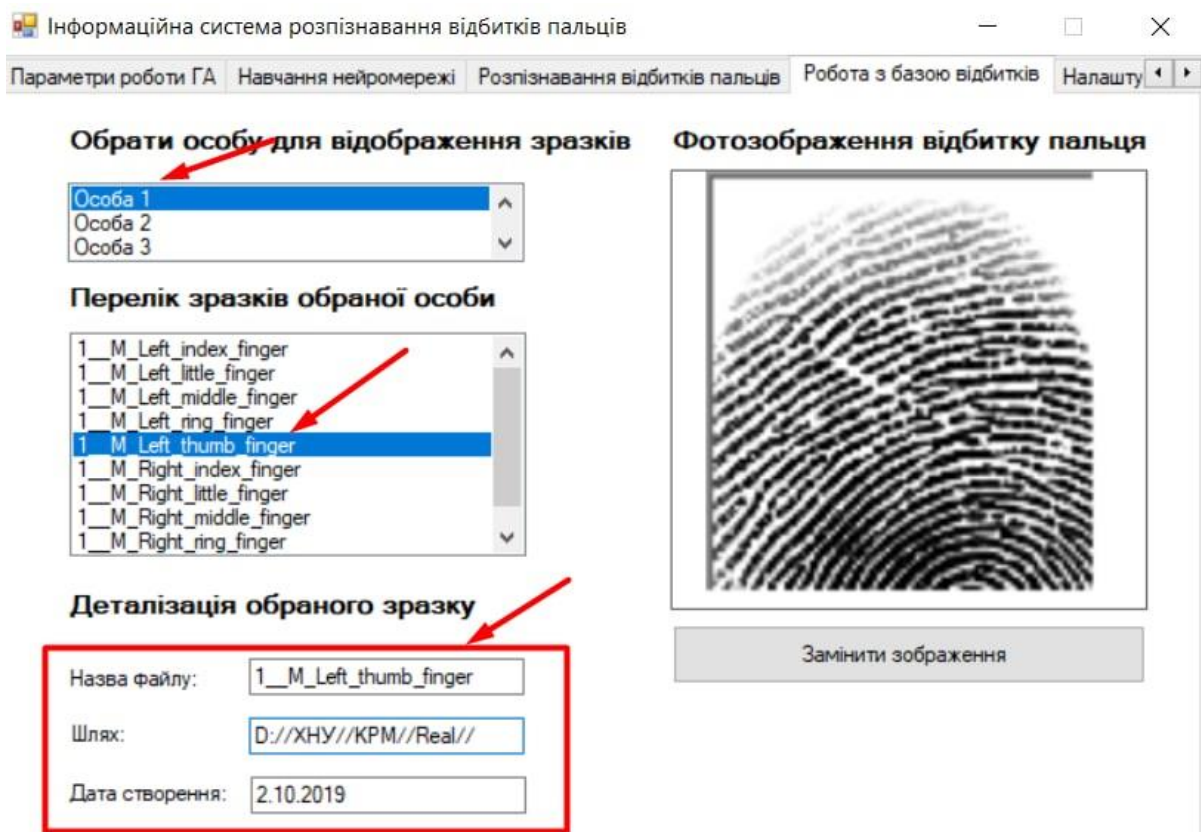 Інформаційна система розпізнавання відбитків пальців
Параметри роботи ГА
Навчання нейромережі
Розпізнавання відбитків пальців
Робота з базою відбитків
Налашту
Обрати особу для відображення зразків
Особа 1
Особа 2
Особа 3
Перелік зразків обраної особи
1__M_Left_index_finger
1__M_Left_little_finger
1__M_Left_middle_finger
1__M_Left_ring_finger
1__M_Left_thumb_finger
1__M_Right_index_finger
1__M_Right_little_finger
1__M_Right_middle_finger
1__M_Right_ring_finger
Деталізація обраного зразку
Назва файлу: 1__M_Left_thumb_finger
Шлях: D://ХНУ//КРМ//Real//
Дата створення: 2.10.2019
Фотозображення відбитку пальця
Замінити зображення